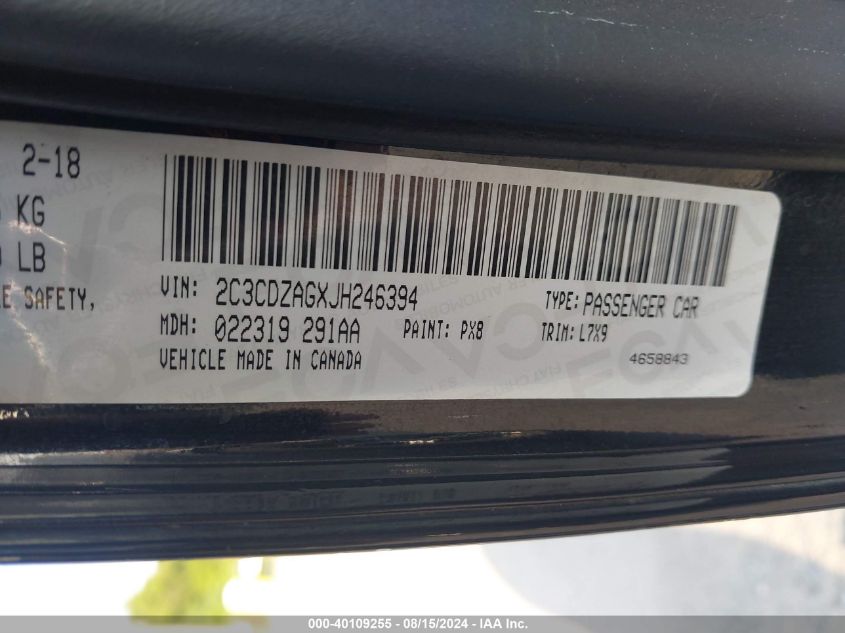 2-18
KG
LB
SAFETY,
VIN: 2C3CDZAGXJH246394
TYPE: PASSENGER CAR
MDH: 022319 291AA
PAINT: PX8
TRIM: L7X9
VEHICLE MADE IN CANADA
4658843
000-40109255 - 08/15/2024 - IAA Inc.